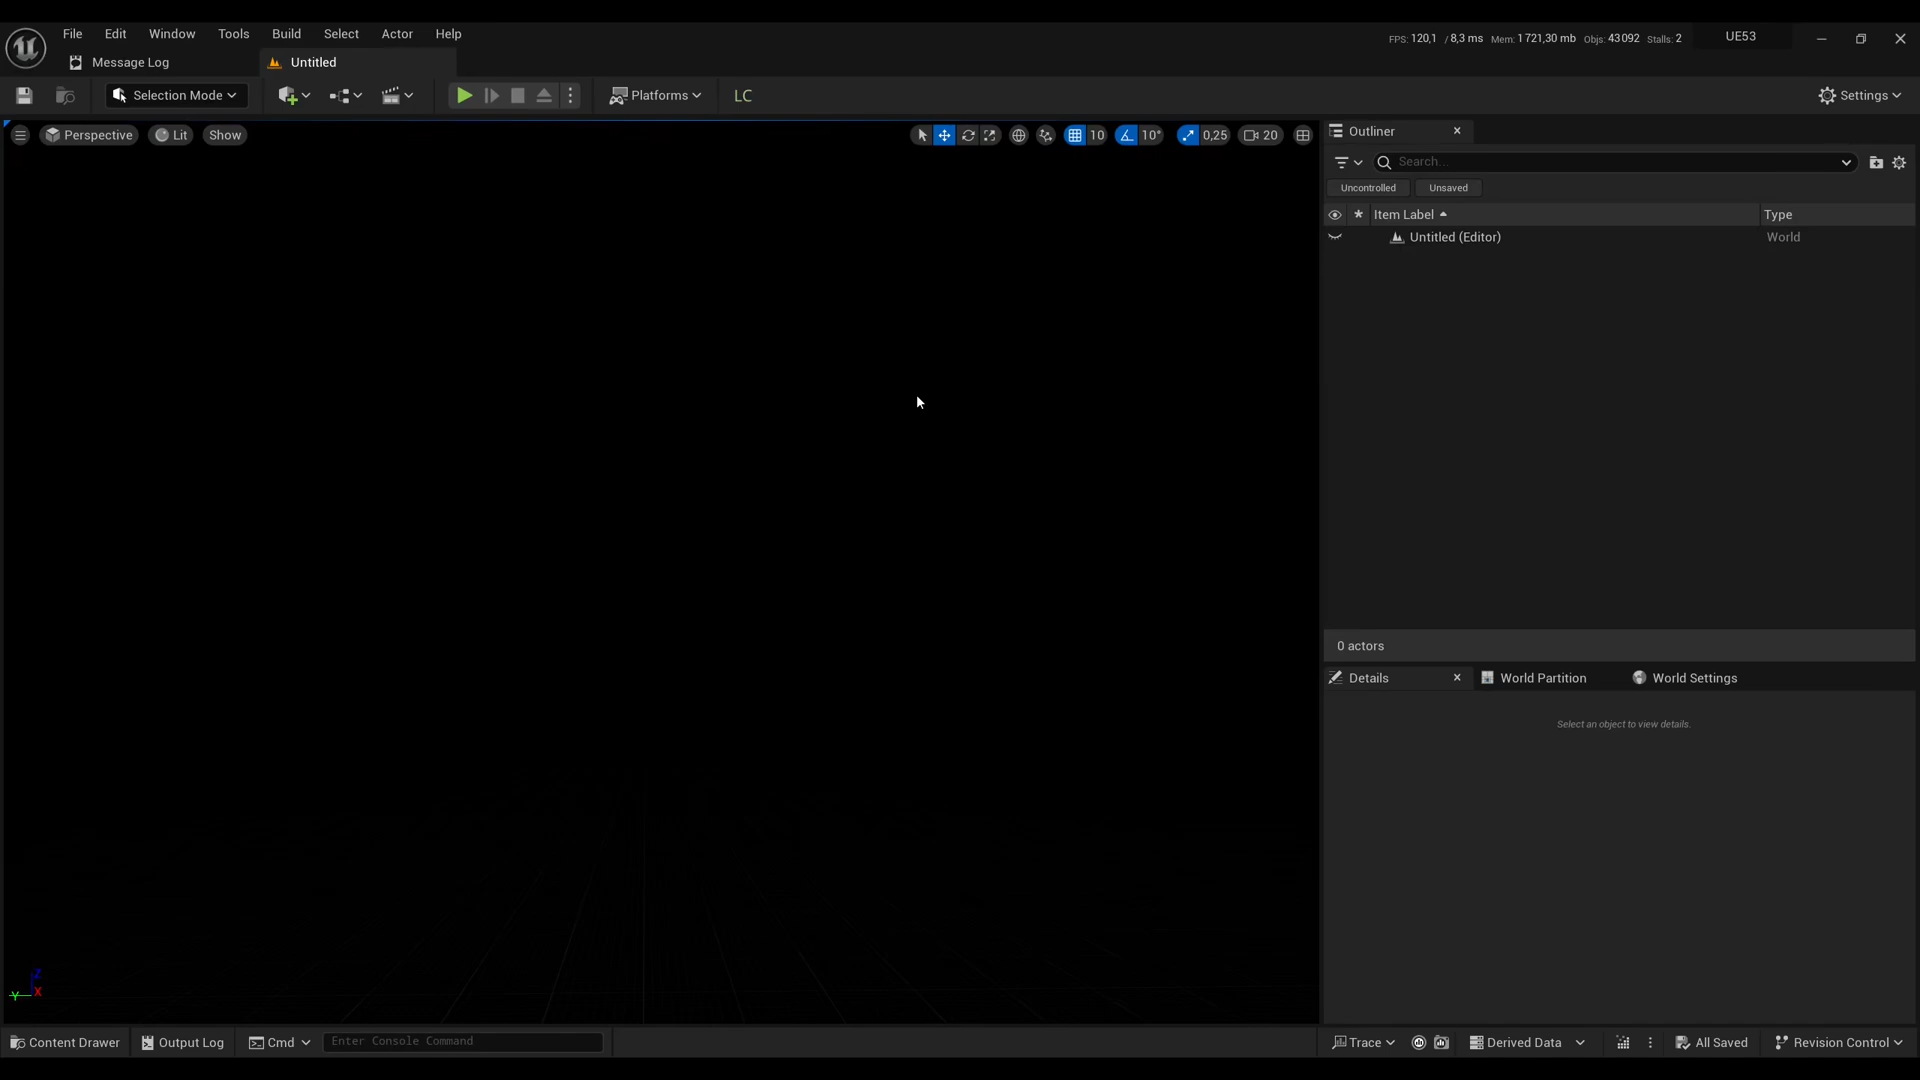 File Edit Window Tools Build Select Actor Help
FPS: 120,1 / 8,3 ms Mem: 1 721,30 mb Objs: 43 092 Stalls: 2 UE53
Message Log Untitled
Selection Mode Platforms LC Settings
Perspective Lit Show 10 10° 0,25 20
Outliner
Search...
Uncontrolled Unsaved
Item Label Type
Untitled (Editor) World
0 actors
Details World Partition World Settings
Select an object to view details.
Z
Y X
Content Drawer Output Log Cmd Enter Console Command Trace Derived Data All Saved Revision Control